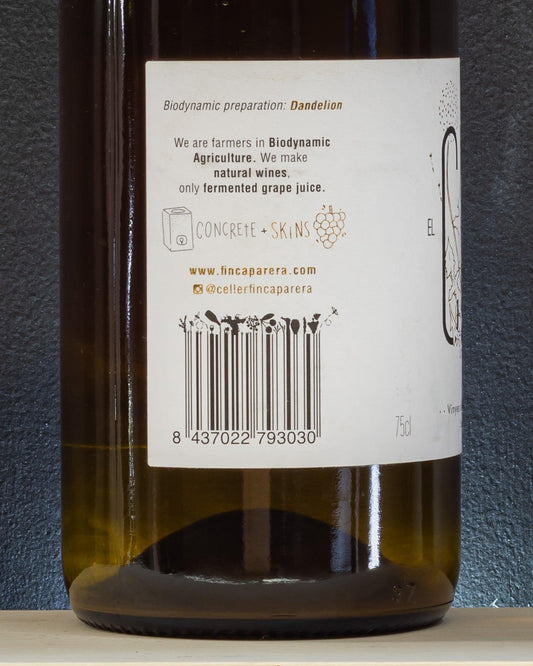 Biodynamic preparation: Dandelion
We are farmers in Biodynamic
Agriculture. We make
natural wines,
only fermented grape juice.
CONCRETE + SKINS
www.fincaparera.com
@cellerfincaparera
8 437022 793030
EL
75cl